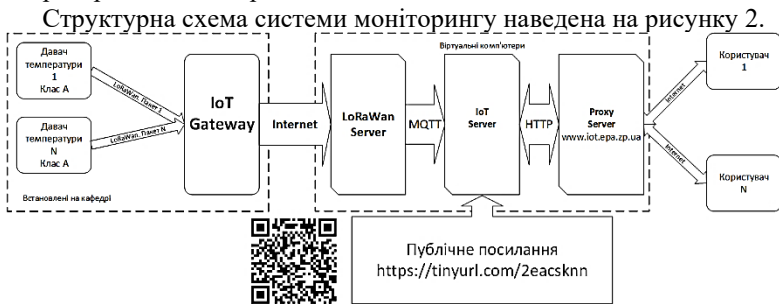 Структурна схема системи моніторингу наведена на рисунку 2.
Віртуальні комп'ютери
Давач
температури
1
Клас А
LoRaWan, Пакет 1
Давач
температури
N
Клас А
LoRaWan, Пакет N
Встановлені на кафедрі
IoT
Gateway
Internet
LoRaWan
Server
MQTT
IoT
Server
HTTP
Proxy
Server
www.iot.epa.zp.ua
Internet
Internet
Користувач
1
Користувач
N
Публічне посилання
https://tinyurl.com/2eacsknn